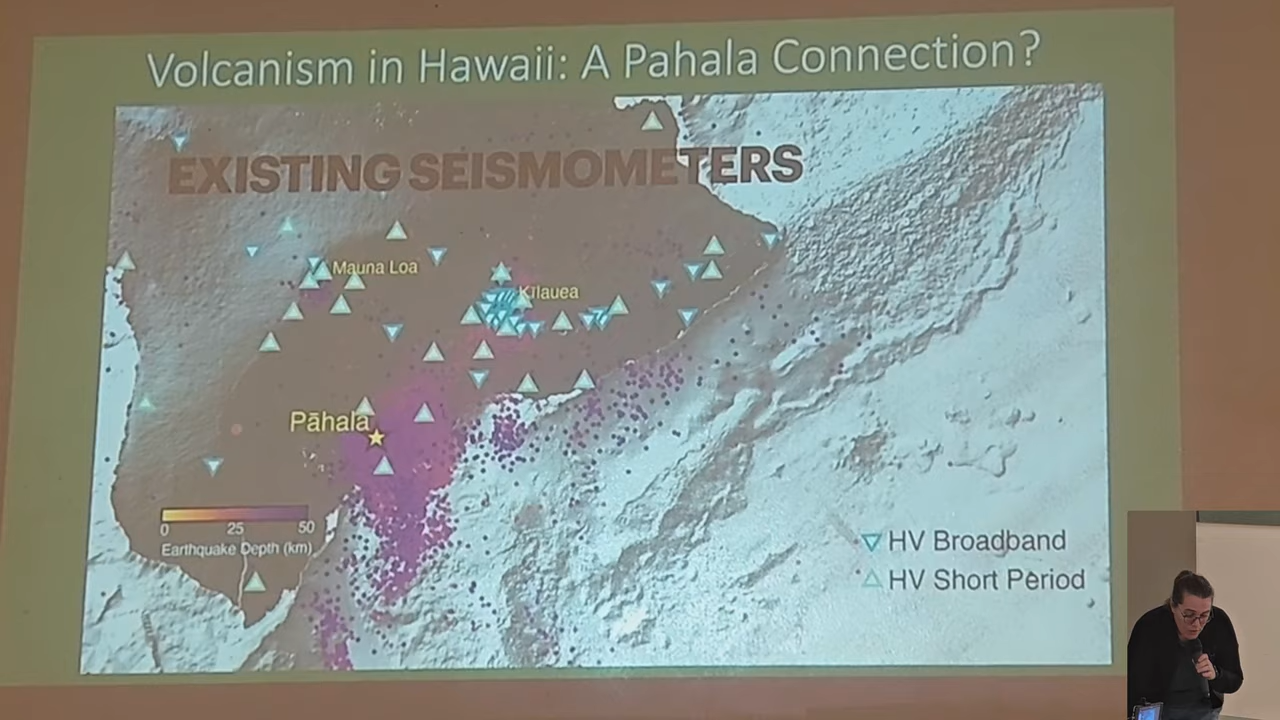 Volcanism in Hawaii: A Pahala Connection?
EXISTING SEISMOMETERS
Mauna Loa
Kīlauea
Pāhala
0 25 50
Earthquake Depth (km)
HV Broadband
HV Short Period